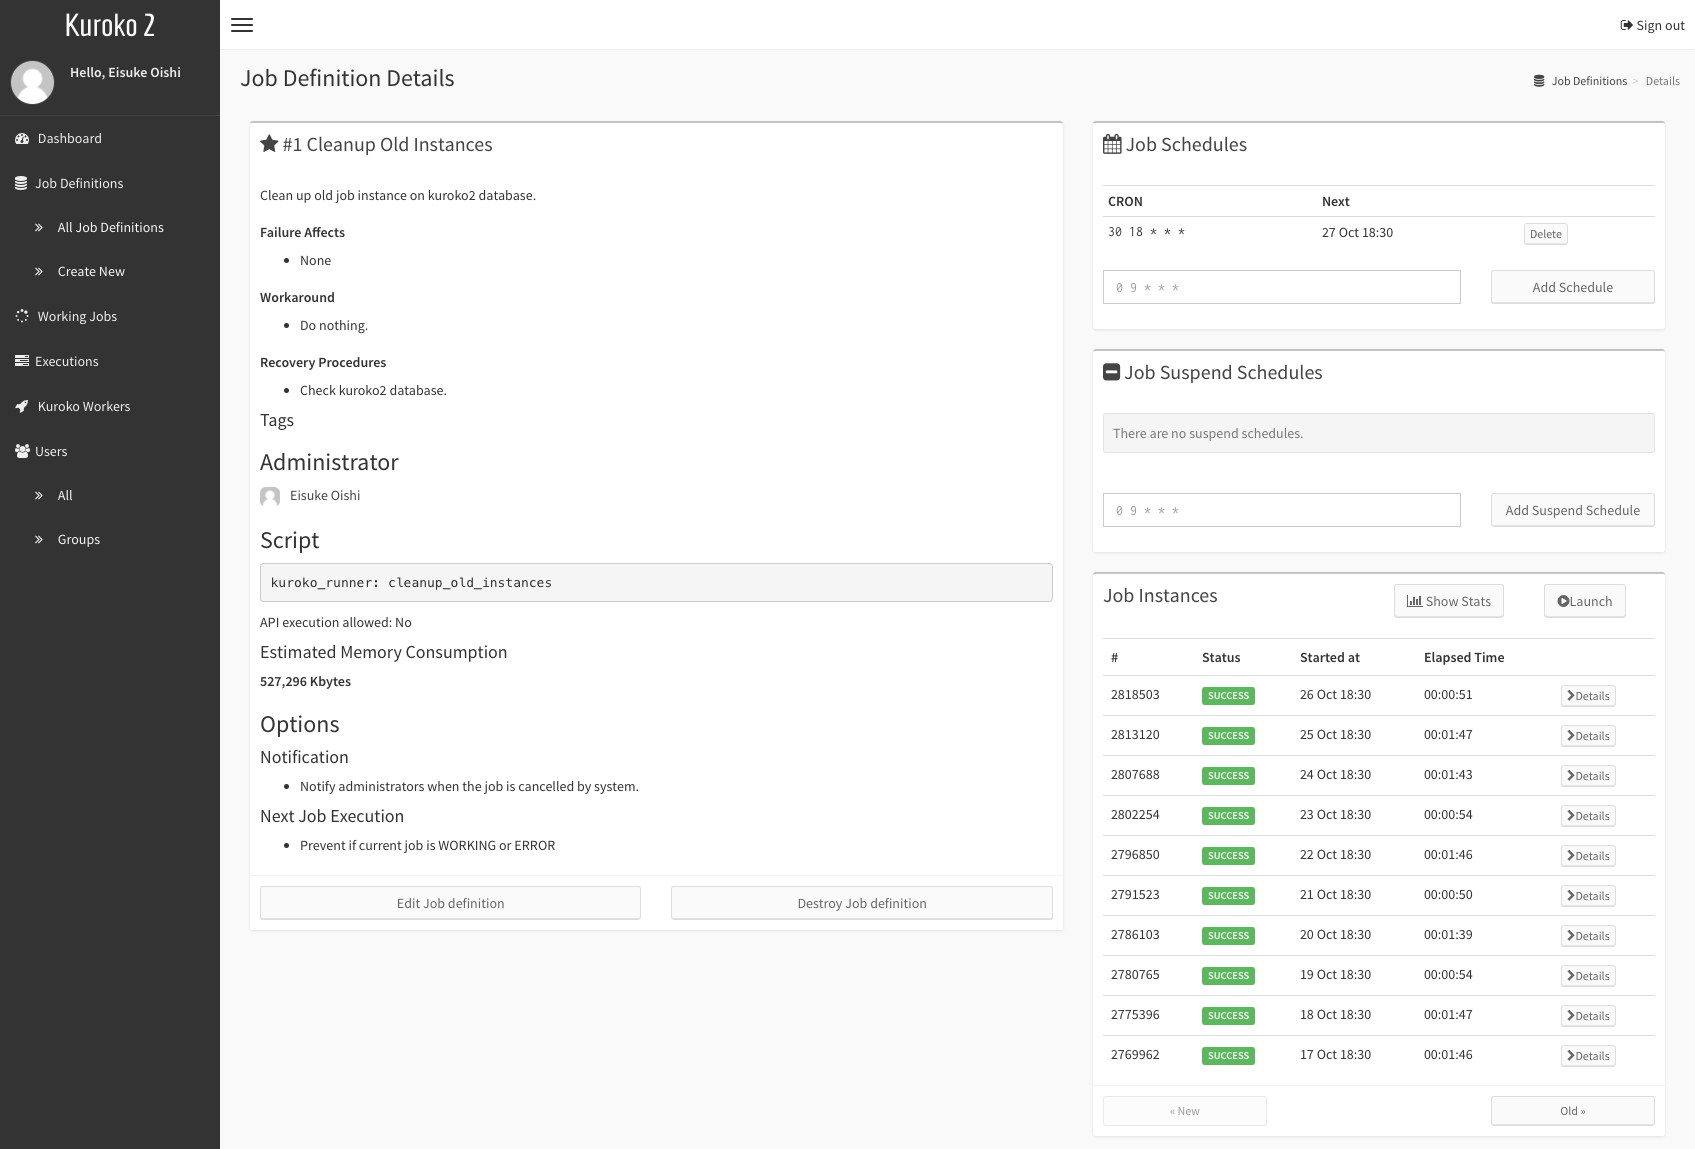 Kuroko 2
Hello, Eisuke Oishi
Dashboard
Job Definitions
All Job Definitions
Create New
Working Jobs
Executions
Kuroko Workers
Users
All
Groups
Sign out
Job Definition Details
Job Definitions > Details
#1 Cleanup Old Instances
Clean up old job instance on kuroko2 database.
Failure Affects
• None
Workaround
• Do nothing.
Recovery Procedures
• Check kuroko2 database.
Tags
Administrator
Eisuke Oishi
Script
kuroko_runner: cleanup_old_instances
API execution allowed: No
Estimated Memory Consumption
527,296 Kbytes
Options
Notification
• Notify administrators when the job is cancelled by system.
Next Job Execution
• Prevent if current job is WORKING or ERROR
Edit Job definition Destroy Job definition
Job Schedules
CRON Next
30 18 * * * 27 Oct 18:30 Delete
0 9 * * * Add Schedule
Job Suspend Schedules
There are no suspend schedules.
0 9 * * * Add Suspend Schedule
Job Instances Show Stats Launch
# Status Started at Elapsed Time
2818503 SUCCESS 26 Oct 18:30 00:00:51 Details
2813120 SUCCESS 25 Oct 18:30 00:01:47 Details
2807688 SUCCESS 24 Oct 18:30 00:01:43 Details
2802254 SUCCESS 23 Oct 18:30 00:00:54 Details
2796850 SUCCESS 22 Oct 18:30 00:01:46 Details
2791523 SUCCESS 21 Oct 18:30 00:00:50 Details
2786103 SUCCESS 20 Oct 18:30 00:01:39 Details
2780765 SUCCESS 19 Oct 18:30 00:00:54 Details
2775396 SUCCESS 18 Oct 18:30 00:01:47 Details
2769962 SUCCESS 17 Oct 18:30 00:01:46 Details
« New Old »